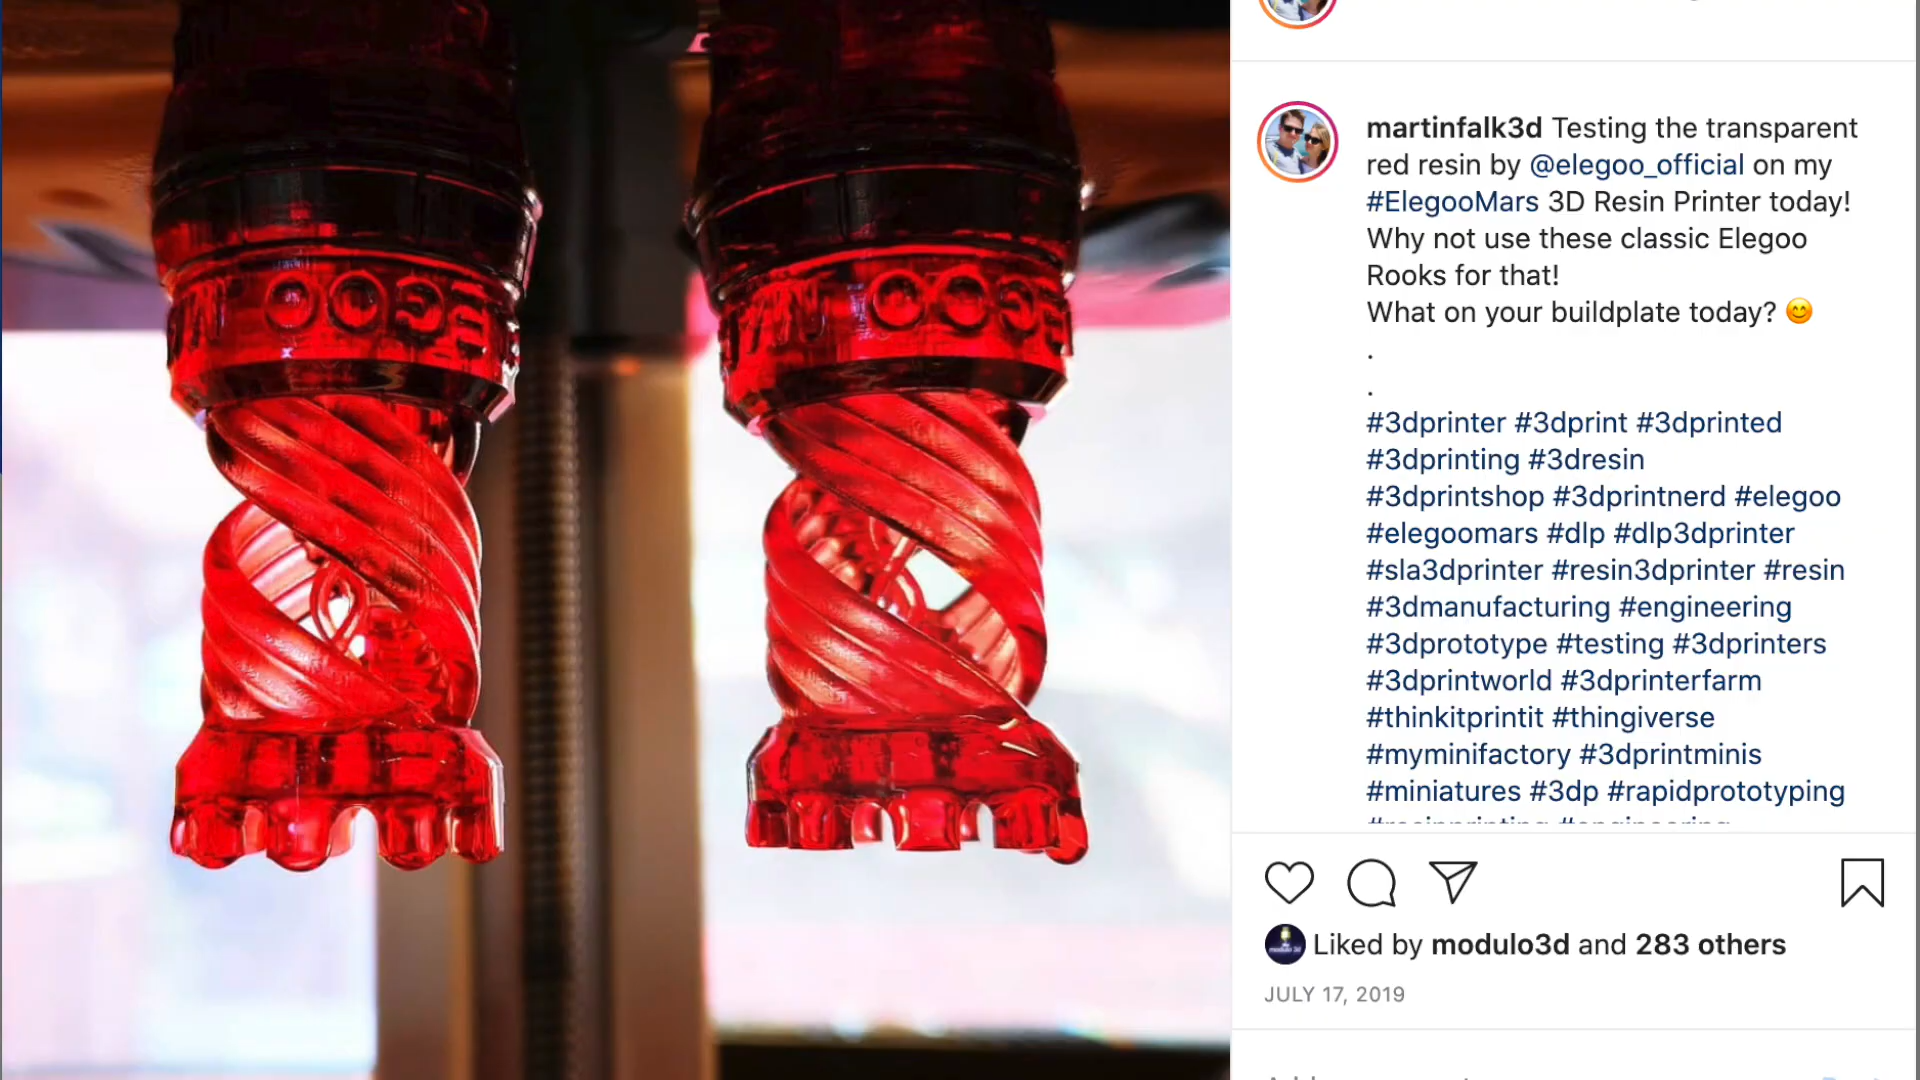 martinfalk3d Testing the transparent
red resin by @elegoo_official on my
#ElegooMars 3D Resin Printer today!
Why not use these classic Elegoo
Rooks for that!
What on your buildplate today? 😊
.
.
#3dprinter #3dprint #3dprinted
#3dprinting #3dresin
#3dprintshop #3dprintnerd #elegoo
#elegoomars #dlp #dlp3dprinter
#sla3dprinter #resin3dprinter #resin
#3dmanufacturing #engineering
#3dprototype #testing #3dprinters
#3dprintworld #3dprinterfarm
#thinkitprintit #thingiverse
#myminifactory #3dprintminis
#miniatures #3dp #rapidprototyping
Liked by modulo3d and 283 others
JULY 17, 2019